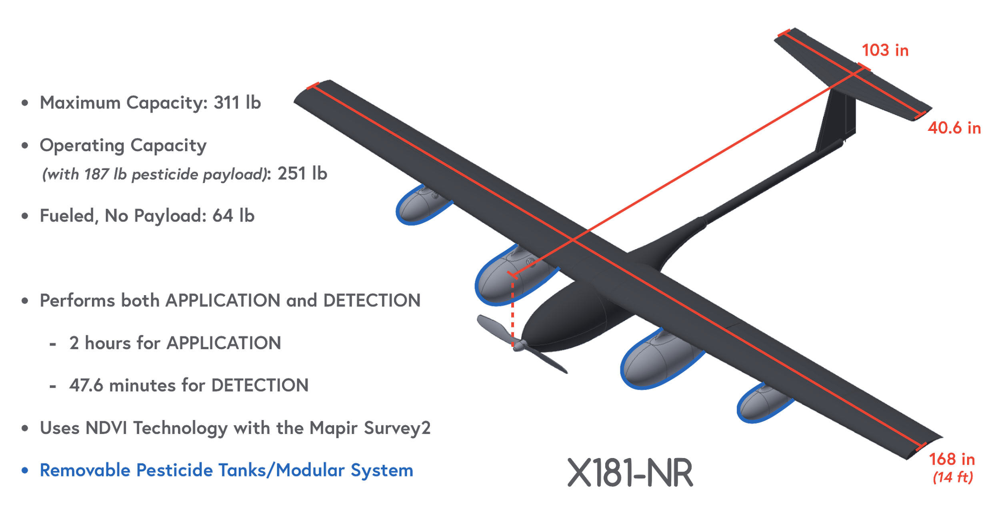 • Maximum Capacity: 311 lb
• Operating Capacity
(with 187 lb pesticide payload): 251 lb
• Fueled, No Payload: 64 lb
• Performs both APPLICATION and DETECTION
- 2 hours for APPLICATION
- 47.6 minutes for DETECTION
• Uses NDVI Technology with the Mapir Survey2
• Removable Pesticide Tanks/Modular System
103 in
40.6 in
168 in
(14 ft)
X181-NR